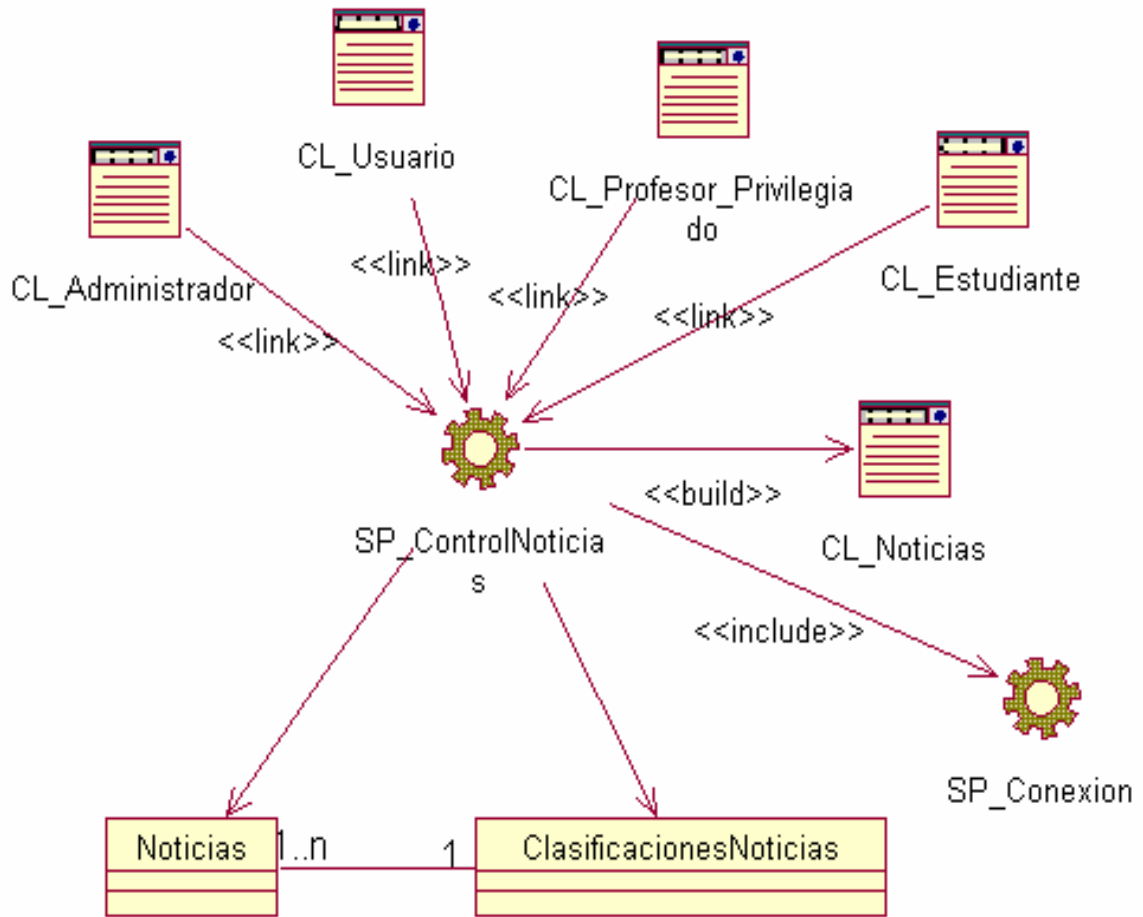 CL_Usuario
CL_Profesor_Privilegia
do
CL_Administrador
CL_Estudiante
<<link>>
<<link>>
<<link>>
<<link>>
SP_ControlNoticia
s
<<build>>
CL_Noticias
<<include>>
SP_Conexion
Noticias
1..n
1
ClasificacionesNoticias